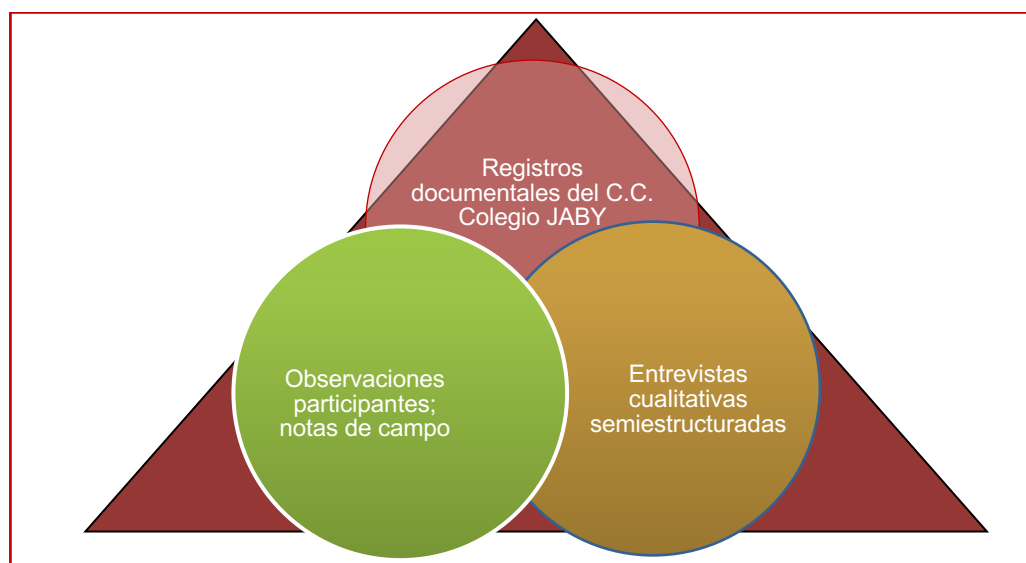 Registros
documentales del C.C.
Colegio JABY
Observaciones
participantes;
notas de campo
Entrevistas
cualitativas
semiestructuradas